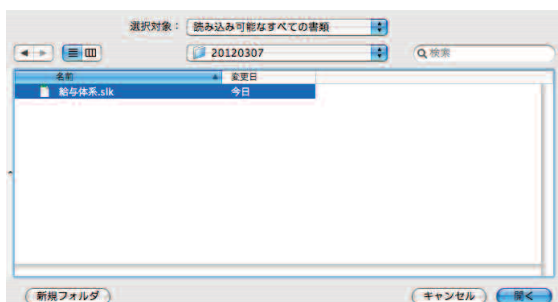 選択対象： 読み込み可能なすべての書類
20120307 検索
名前 変更日
給与体系.slk 今日
新規フォルダ キャンセル 開く